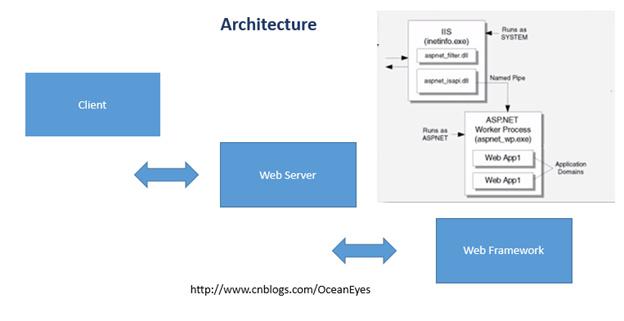 Architecture
IIS
(inetinfo.exe)
Runs as
SYSTEM
aspnet_filter.dll
aspnet_isapi.dll
Named Pipe
ASP.NET
Worker Process
(aspnet_wp.exe)
Runs as
ASPNET
Web App1
Web App1
Application
Domains
Client
Web Server
Web Framework
http://www.cnblogs.com/OceanEyes